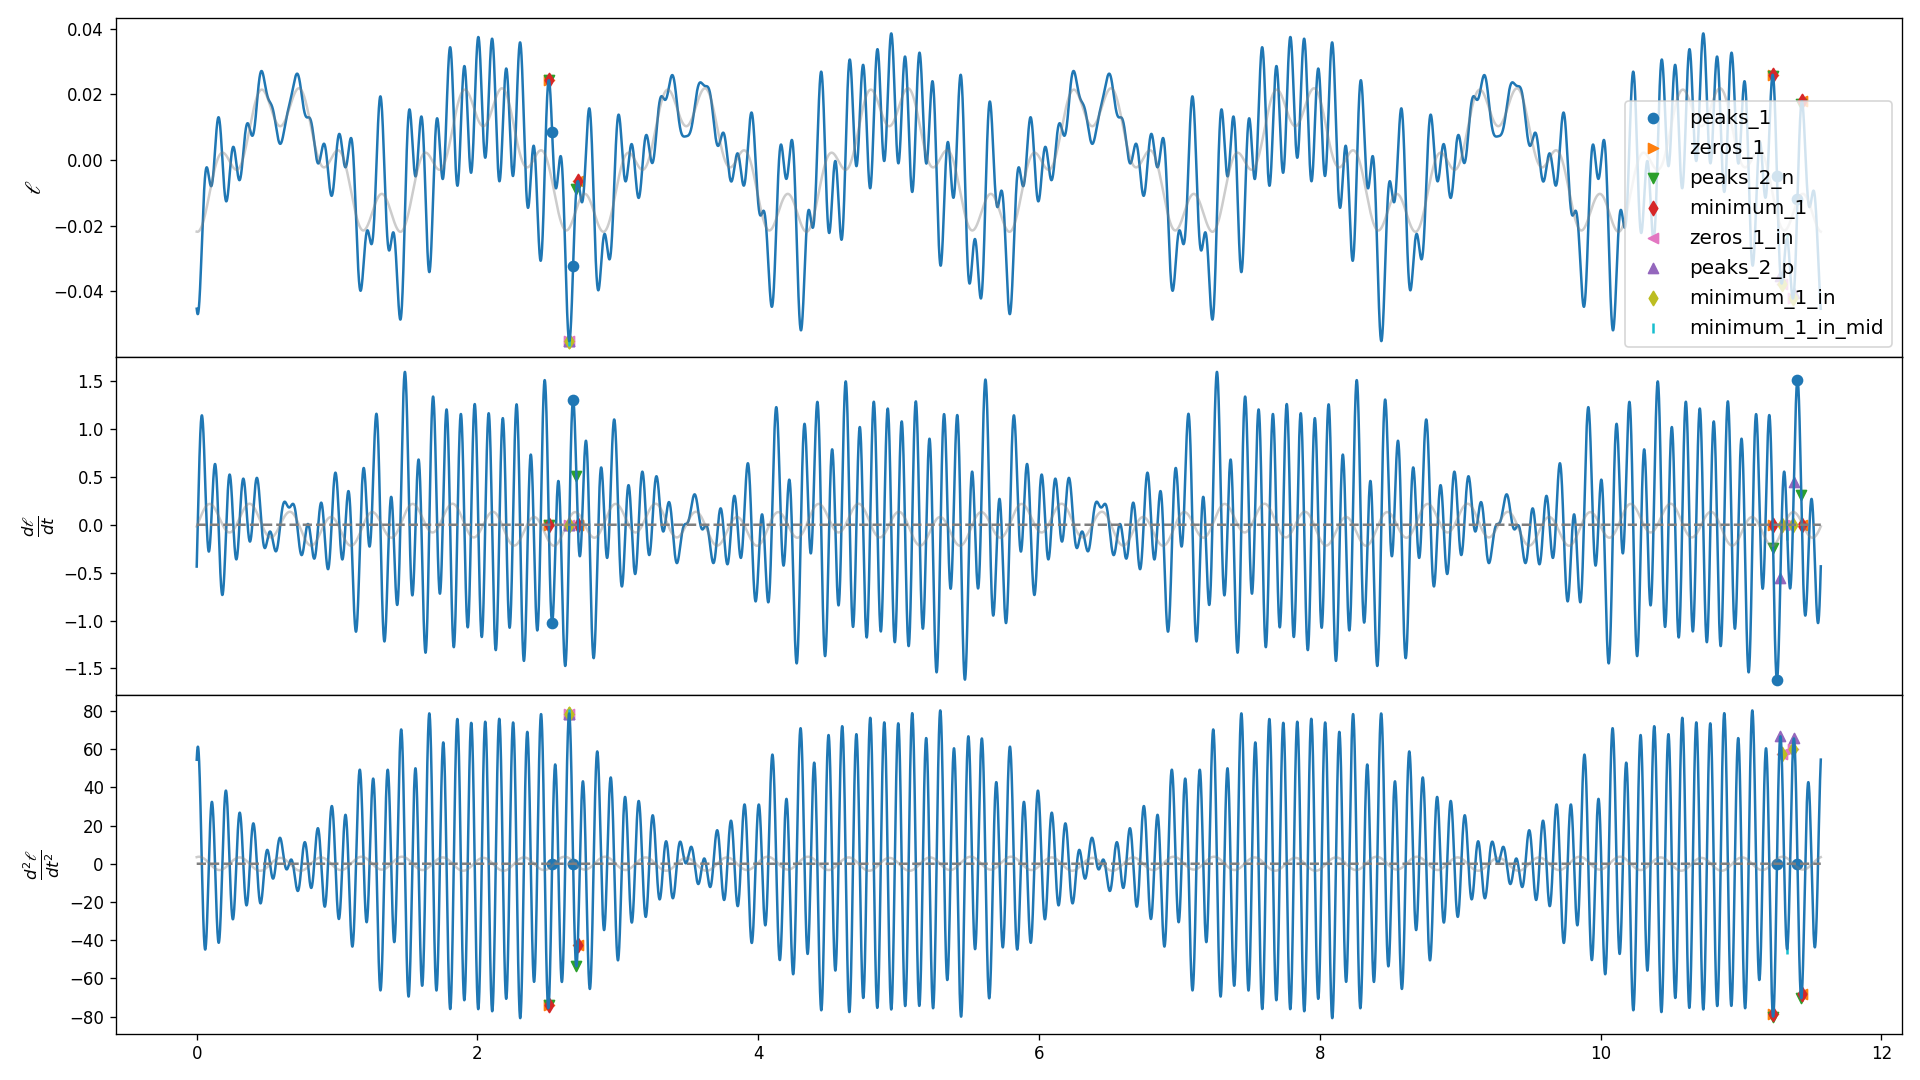 0.04
0.02
0.00
−0.02
−0.04
ℓ
peaks_1
zeros_1
peaks_2_n
minimum_1
zeros_1_in
peaks_2_p
minimum_1_in
minimum_1_in_mid
1.5
1.0
0.5
0.0
−0.5
−1.0
−1.5
dℓ
dt
80
60
40
20
0
−20
−40
−60
−80
d²ℓ
dt²
0 2 4 6 8 10 12